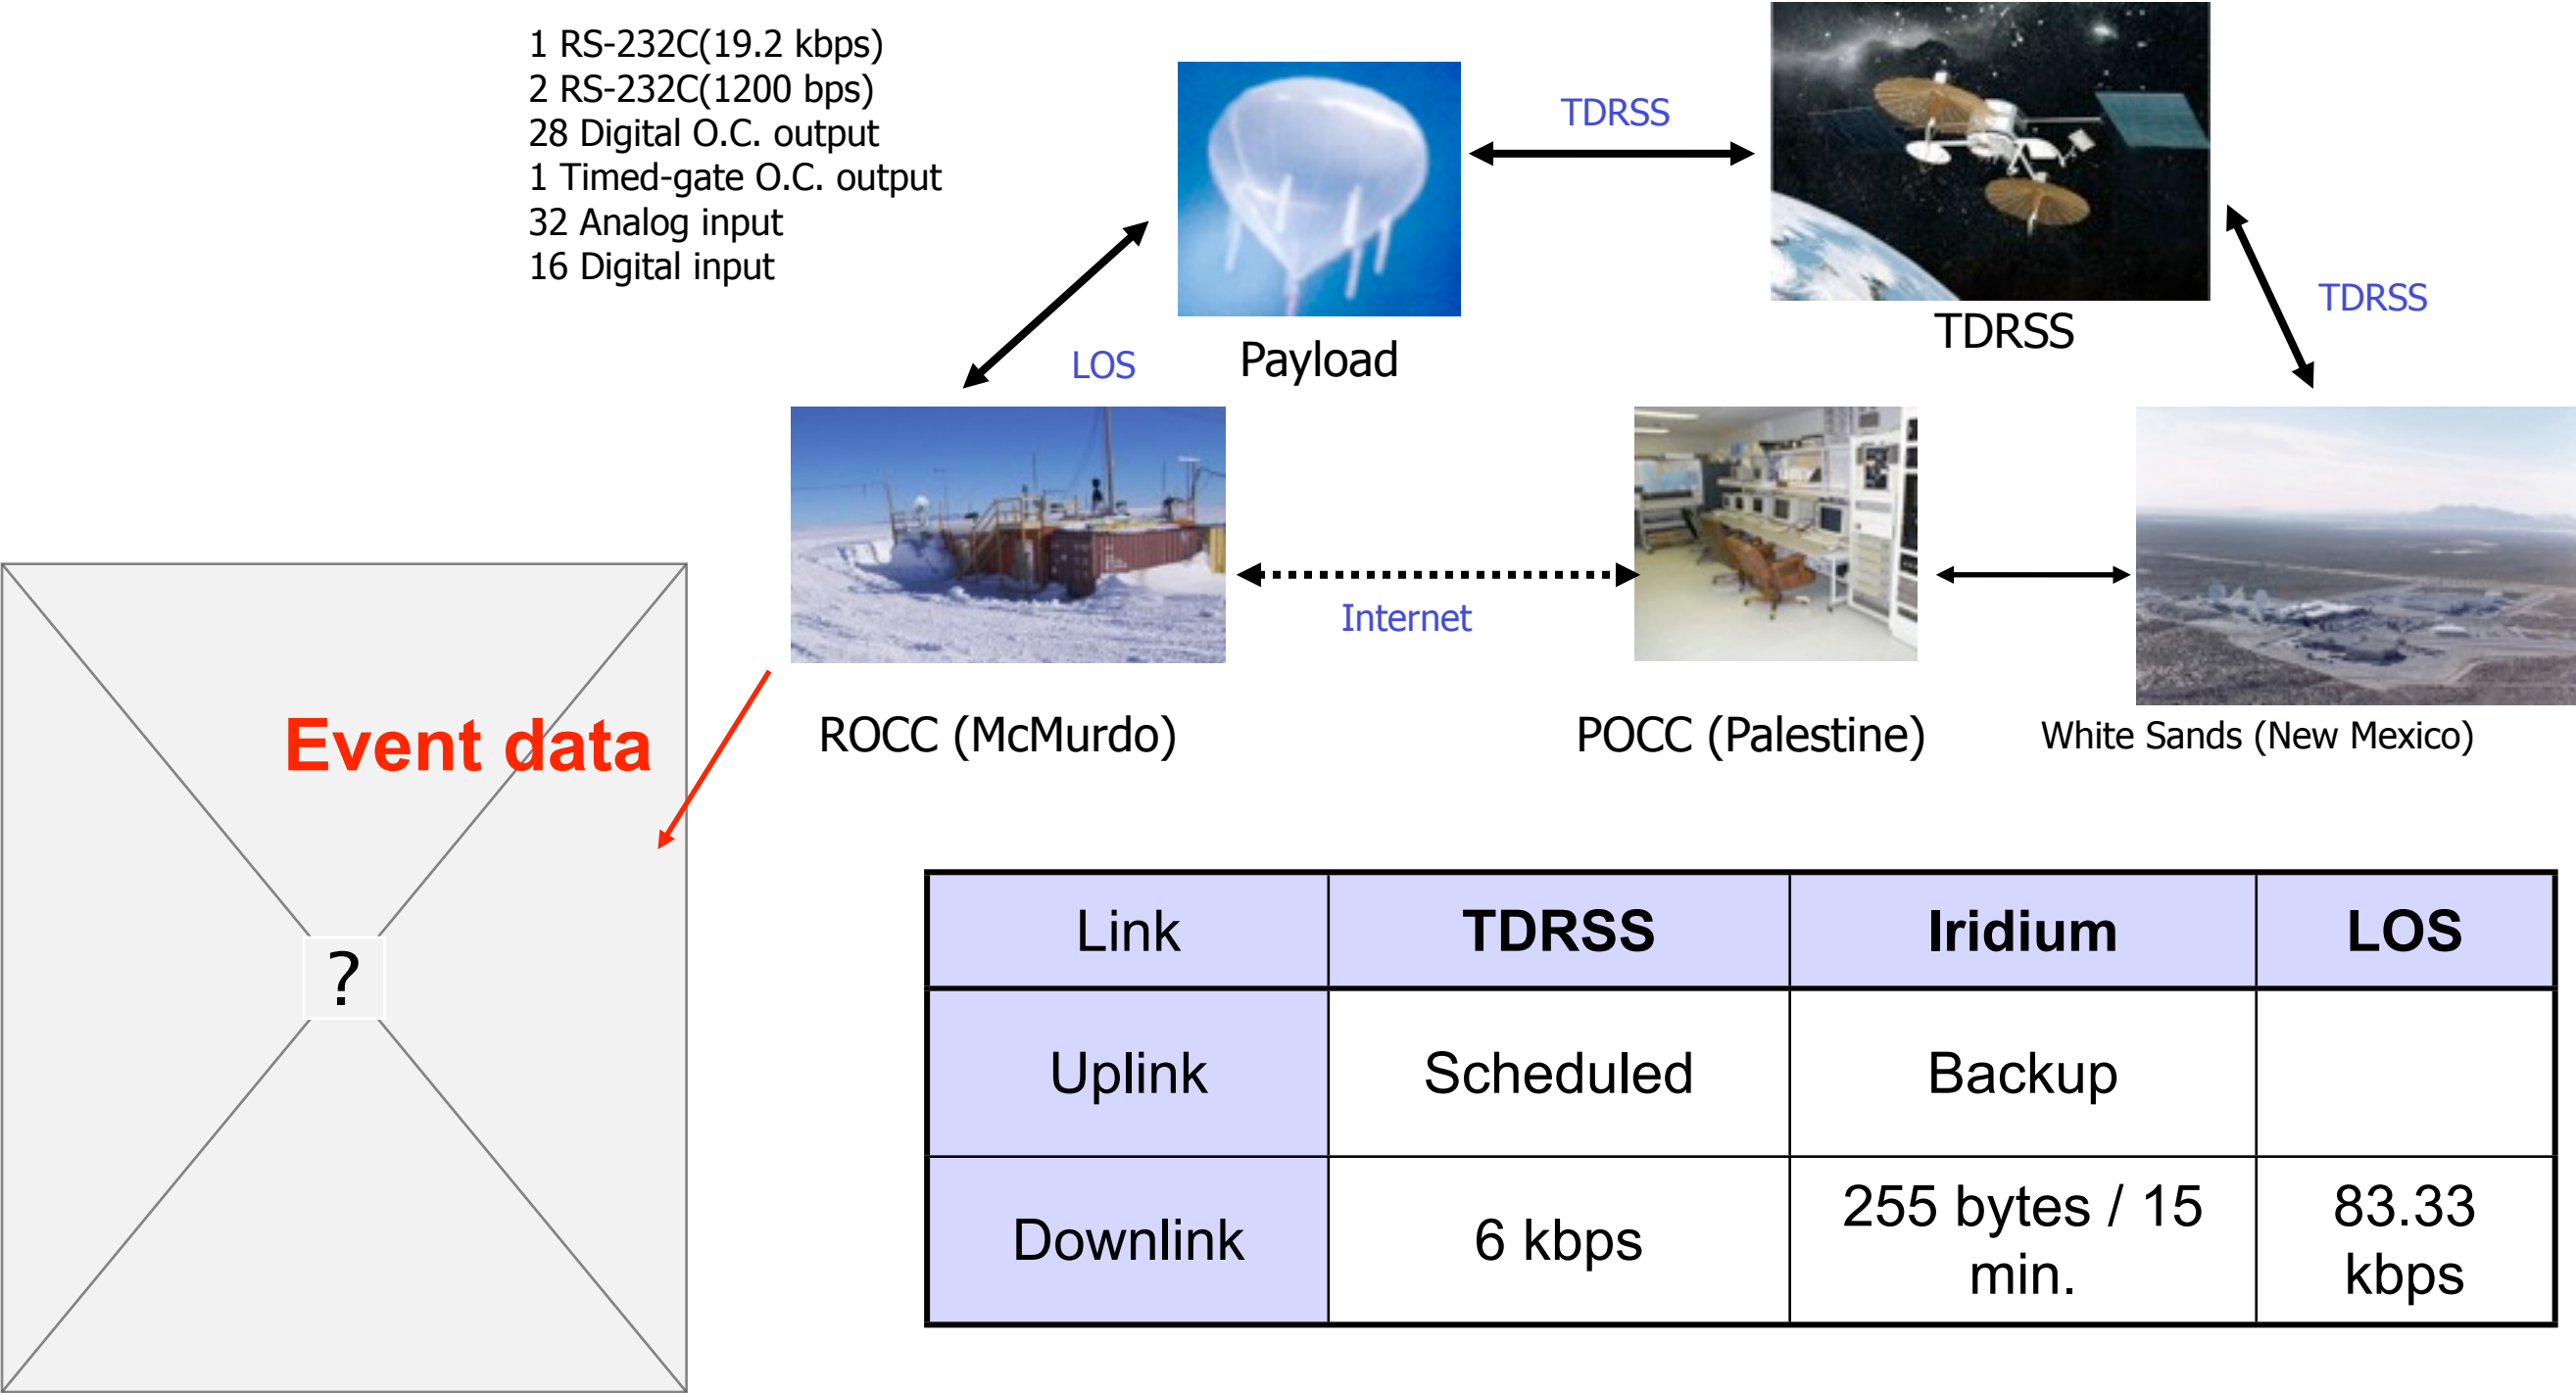 1 RS-232C(19.2 kbps)
2 RS-232C(1200 bps)
28 Digital O.C. output
1 Timed-gate O.C. output
32 Analog input
16 Digital input
TDRSS
TDRSS
TDRSS
LOS
Payload
Internet
ROCC (McMurdo)
POCC (Palestine)
White Sands (New Mexico)
Event data
?
Link TDRSS Iridium LOS
Uplink Scheduled Backup
Downlink 6 kbps 255 bytes / 15 min. 83.33 kbps